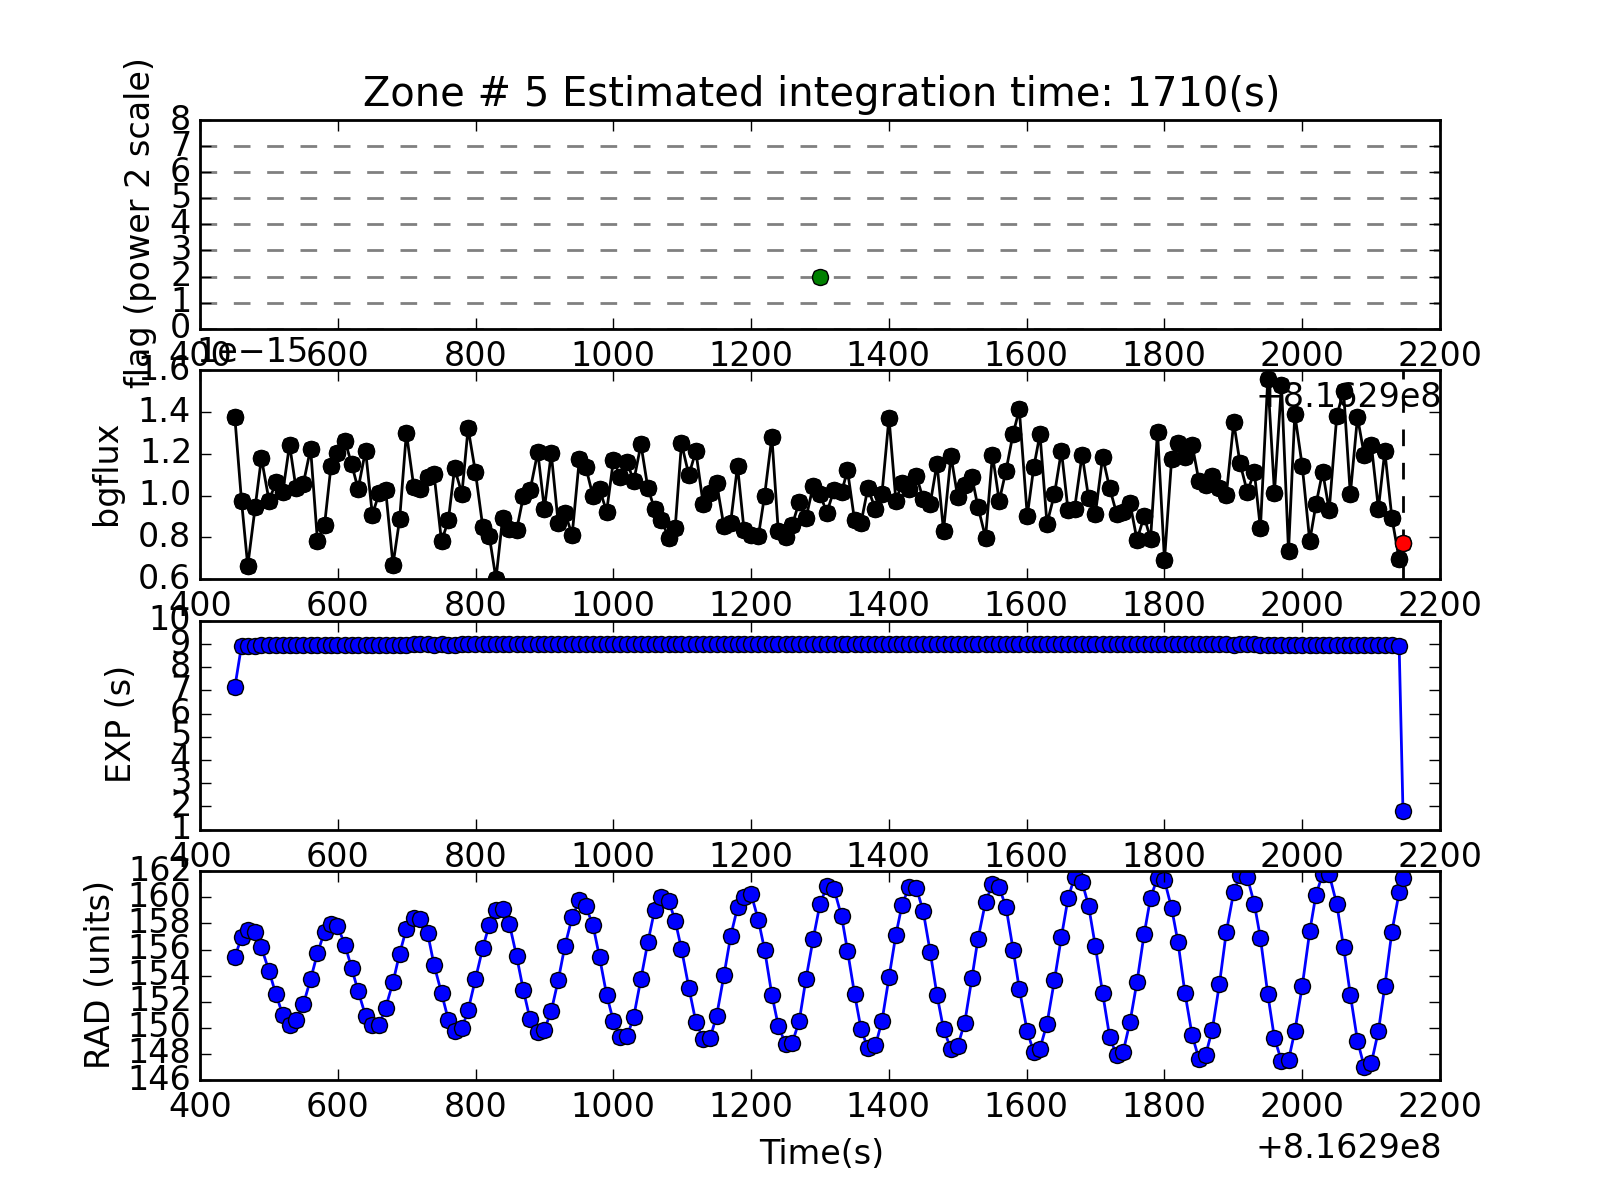 Zone # 5 Estimated integration time: 1710(s)
flag (power 2 scale)
8
7
6
5
4
3
2
1
0
400 600 800 1000 1200 1400 1600 1800 2000 2200
1e−15
+8.1629e8
bgflux
1.6
1.4
1.2
1.0
0.8
0.6
400 600 800 1000 1200 1400 1600 1800 2000 2200
EXP (s)
10
9
8
7
6
5
4
3
2
1
400 600 800 1000 1200 1400 1600 1800 2000 2200
RAD (units)
162
160
158
156
154
152
150
148
146
400 600 800 1000 1200 1400 1600 1800 2000 2200
Time(s)
+8.1629e8